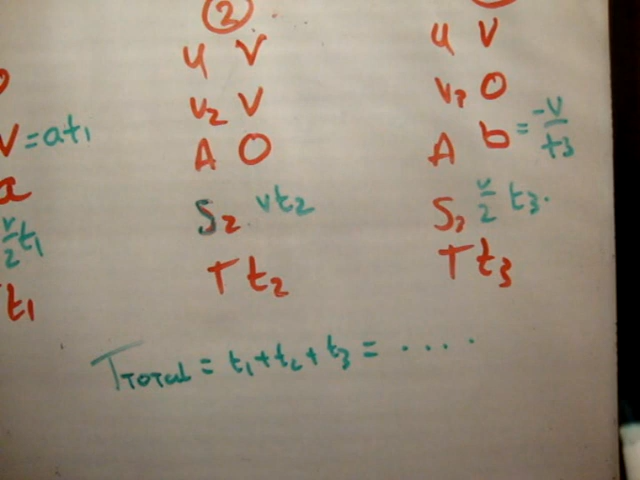 ②
u V u V
v₂ V v₃ O
V = at₁ A O A b = -v/t₃
a
v/2 t₁ S₂ vt₂ S₃ v/2 t₃.
t₁ T t₂ T t₃
T_TOTAL = t₁ + t₂ + t₃ = . . . .